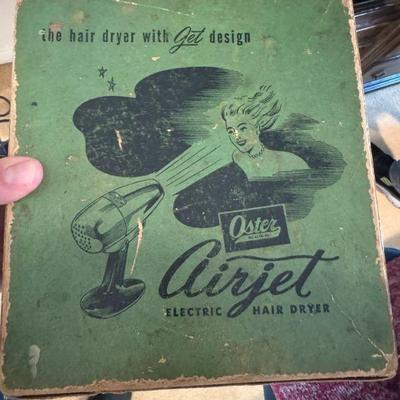 the hair dryer with Jet design
Oster
Airjet
ELECTRIC HAIR DRYER